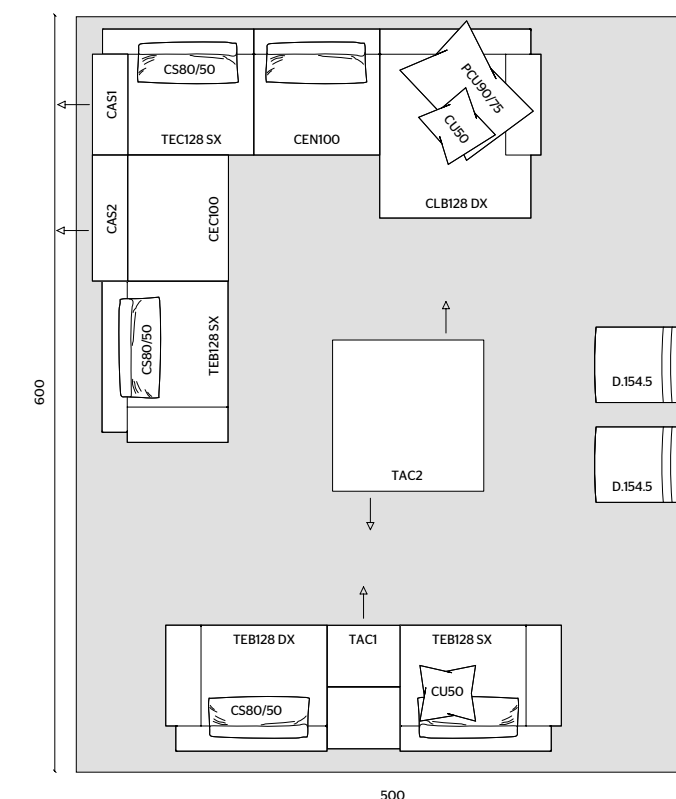 CS80/50
PCU90/75
CAS1
CU50
TEC128 SX
CEN100
CLB128 DX
CAS2
CEC100
CS80/50
TEB128 SX
D.154.5
600
TAC2
D.154.5
TEB128 DX
TAC1
TEB128 SX
CU50
CS80/50
500